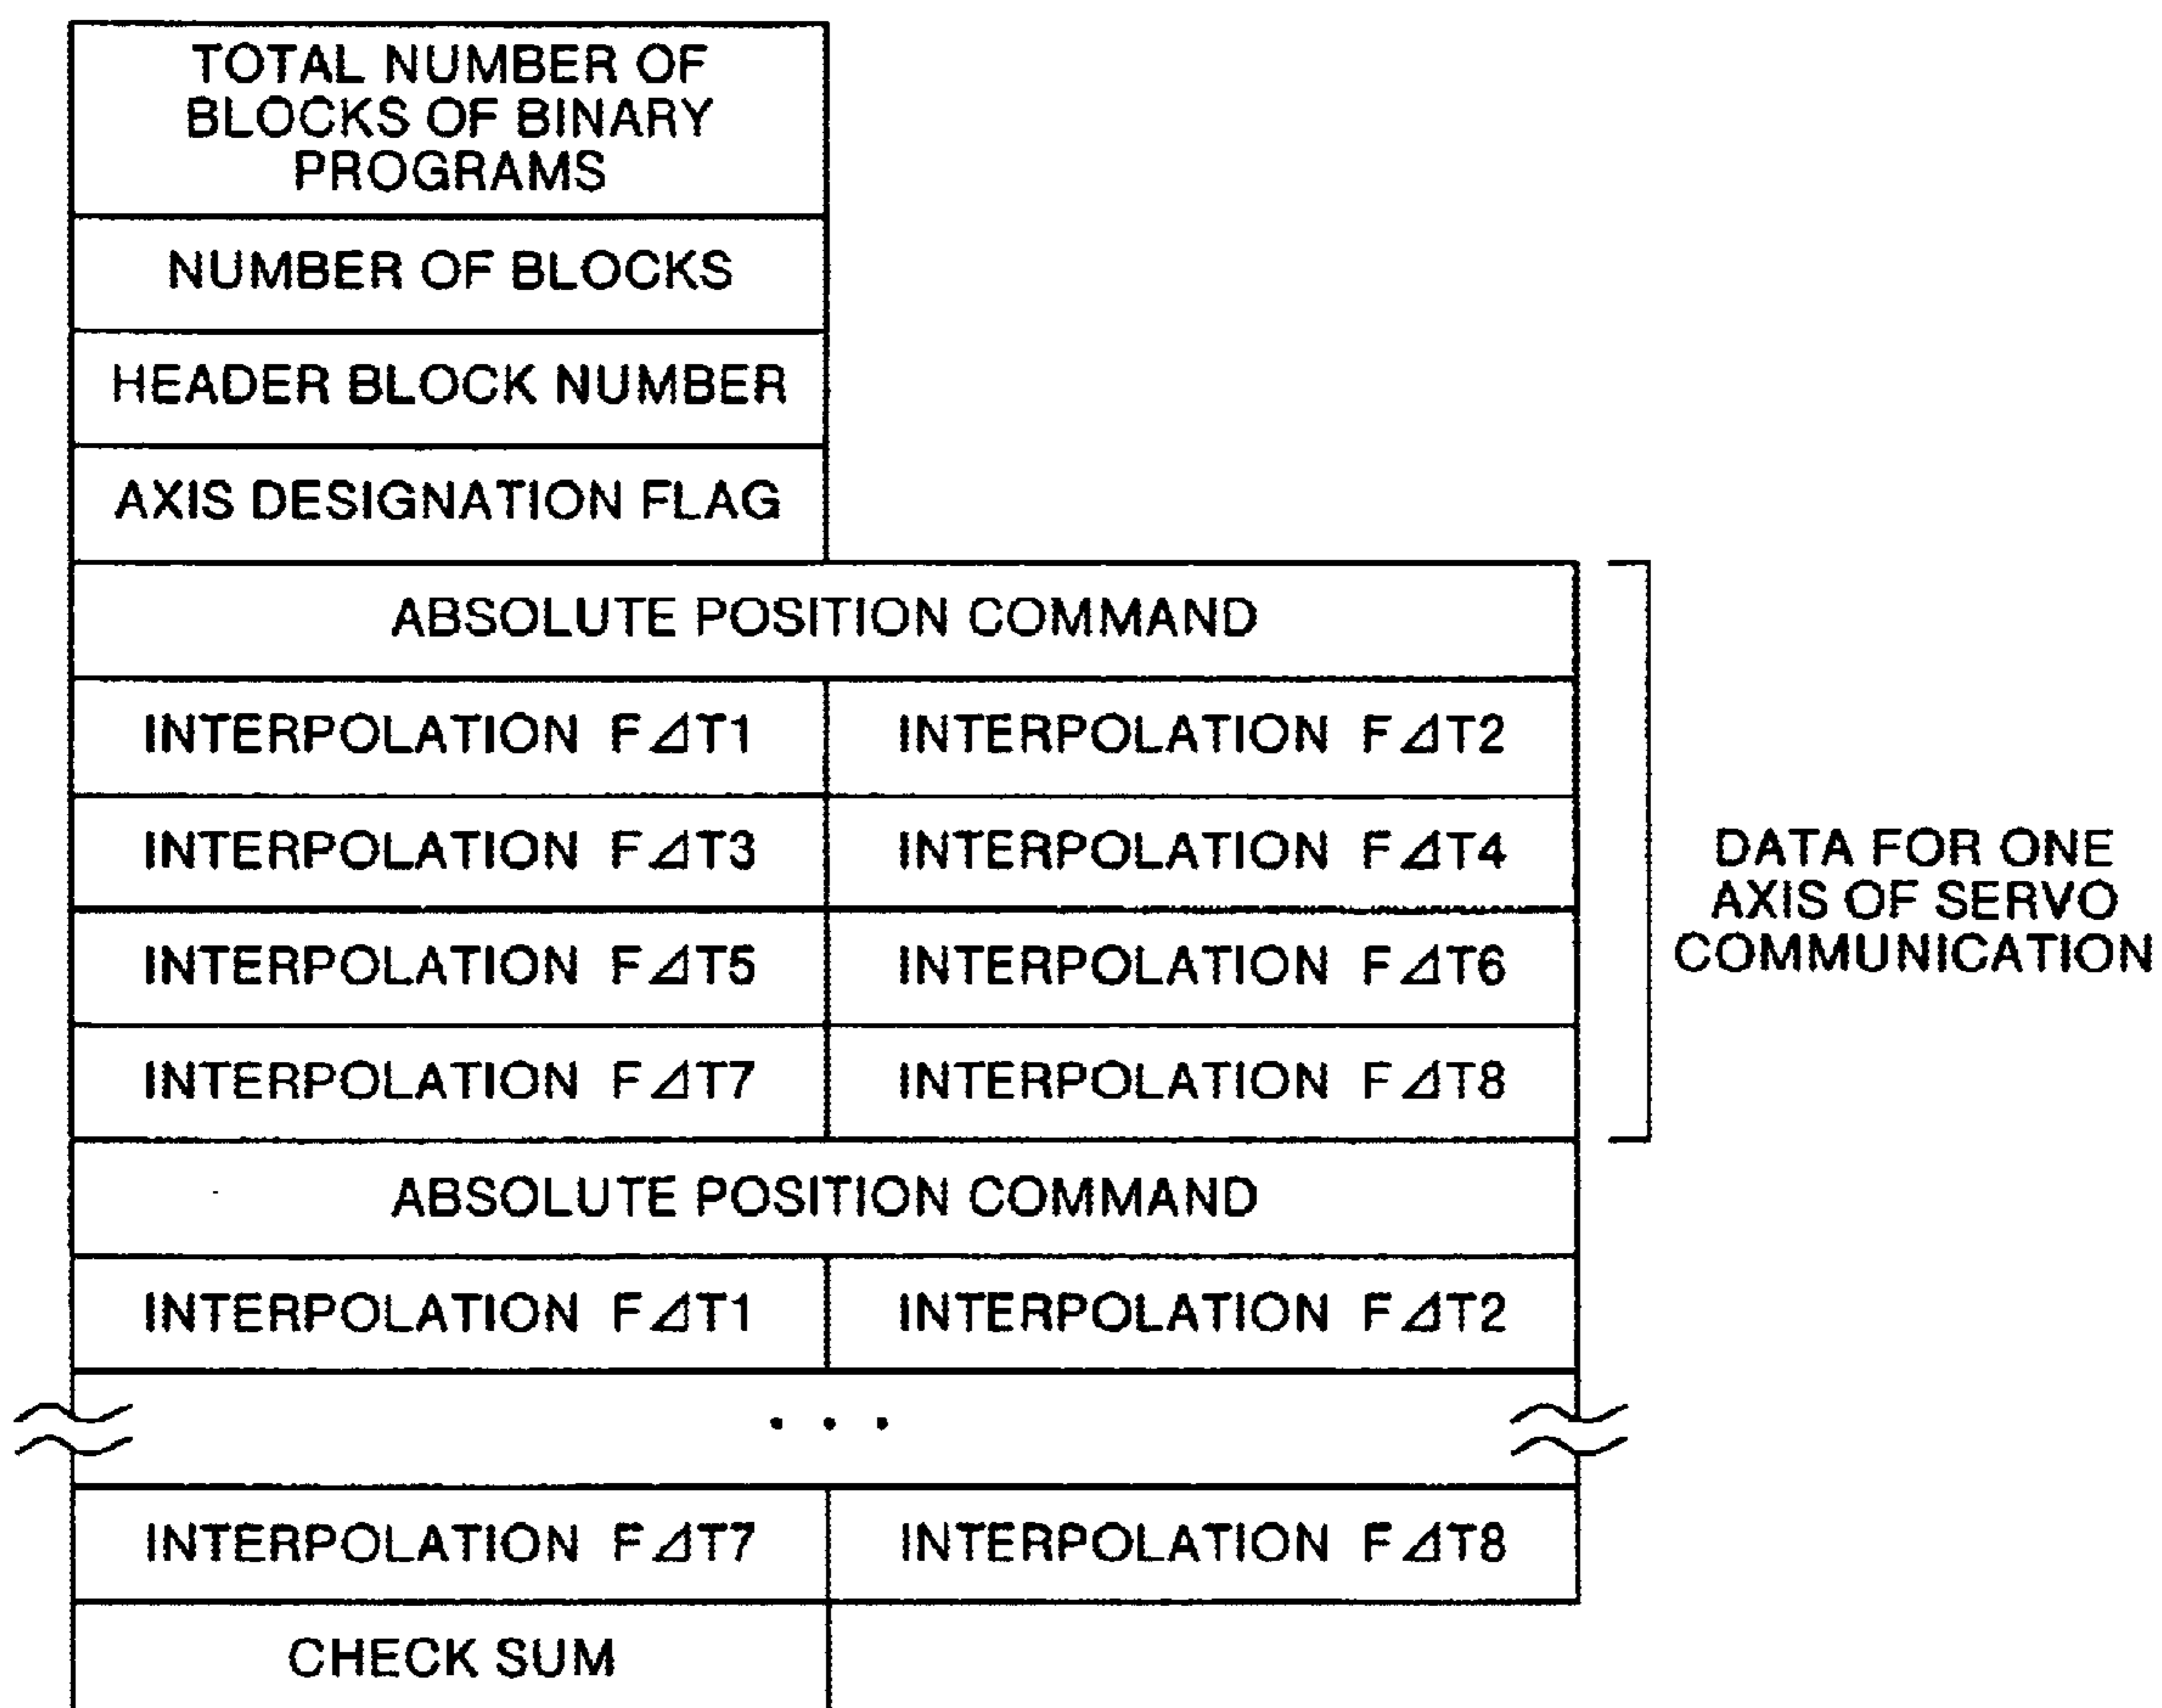 TOTAL NUMBER OF
BLOCKS OF BINARY
PROGRAMS
NUMBER OF BLOCKS
HEADER BLOCK NUMBER
AXIS DESIGNATION FLAG
ABSOLUTE POSITION COMMAND
INTERPOLATION F⊿T1 INTERPOLATION F⊿T2
INTERPOLATION F⊿T3 INTERPOLATION F⊿T4
INTERPOLATION F⊿T5 INTERPOLATION F⊿T6
INTERPOLATION F⊿T7 INTERPOLATION F⊿T8
DATA FOR ONE
AXIS OF SERVO
COMMUNICATION
ABSOLUTE POSITION COMMAND
INTERPOLATION F⊿T1 INTERPOLATION F⊿T2
• • •
INTERPOLATION F⊿T7 INTERPOLATION F⊿T8
CHECK SUM